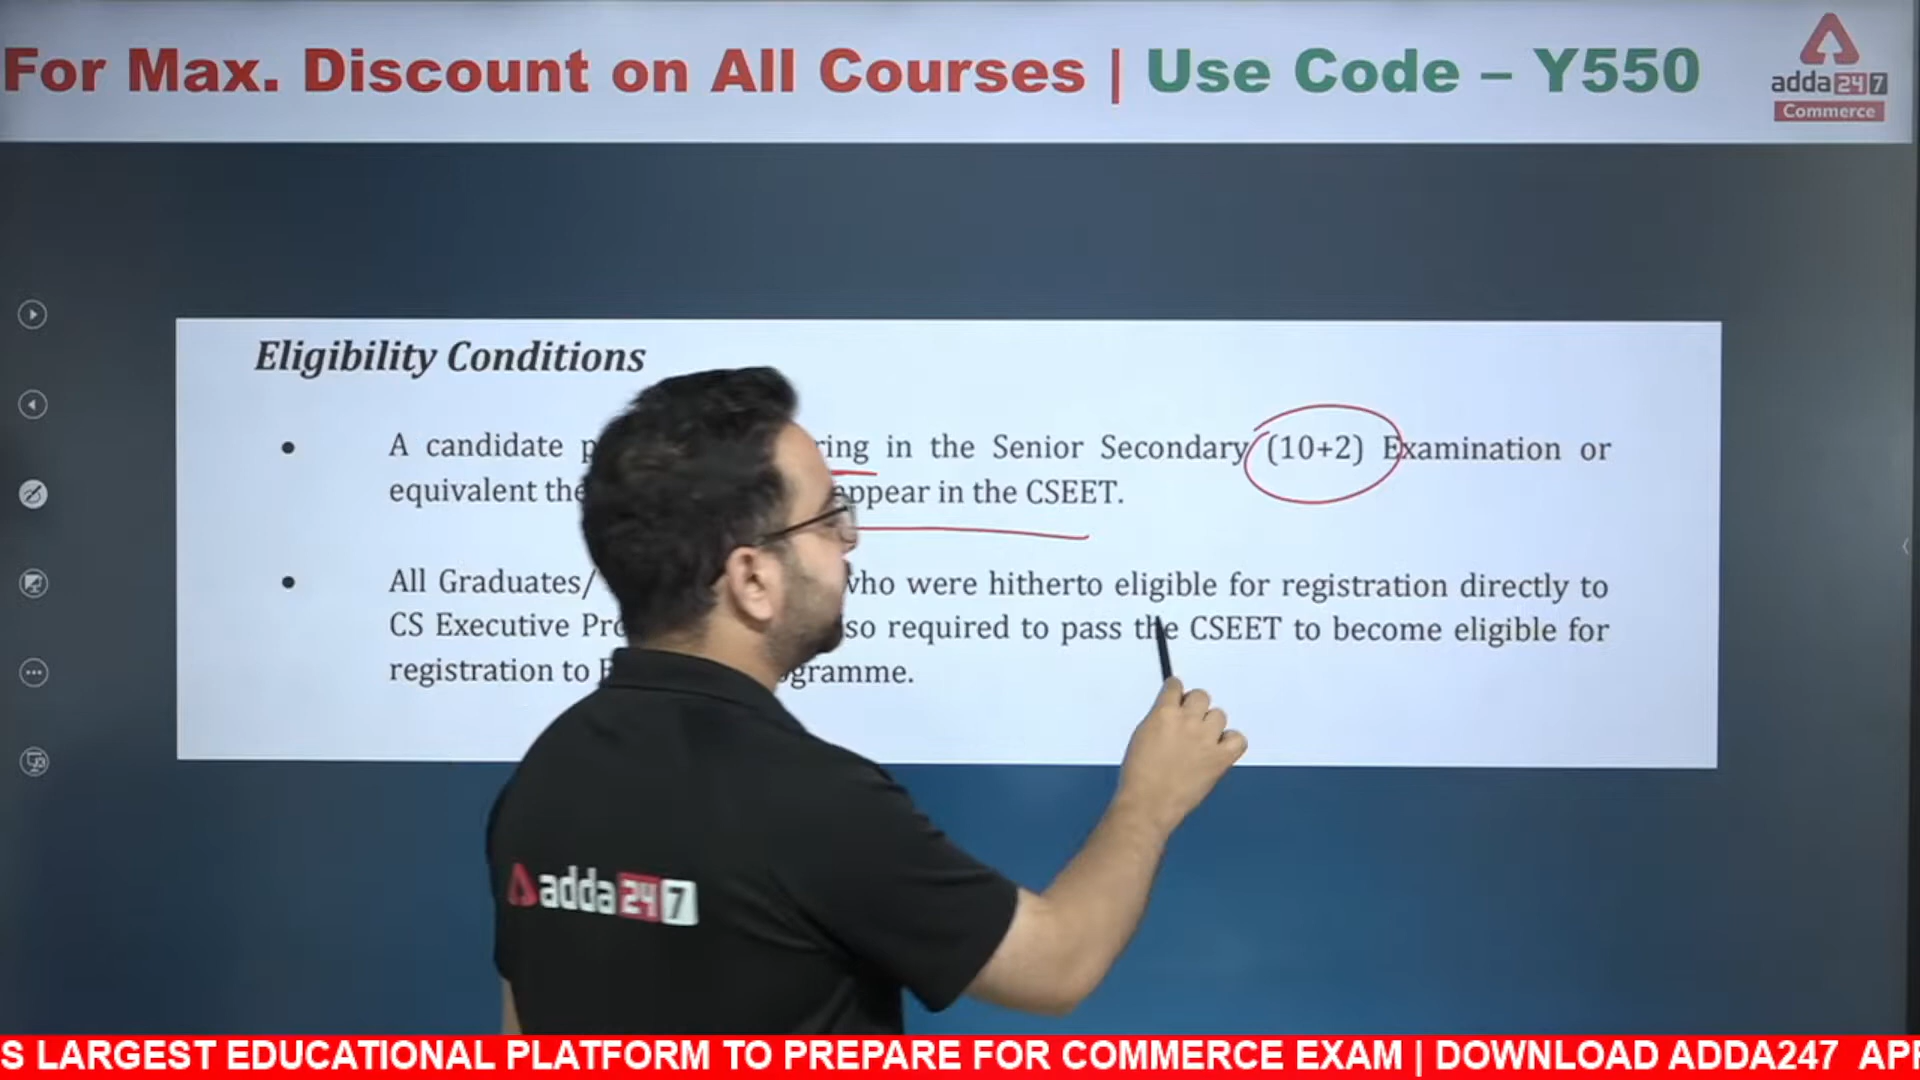 For Max. Discount on All Courses | Use Code – Y550
adda247
Commerce
Eligibility Conditions
• A candidate ring in the Senior Secondary (10+2) Examination or
equivalent the appear in the CSEET.
• All Graduates/ who were hitherto eligible for registration directly to
CS Executive so required to pass the CSEET to become eligible for
registration to gramme.
adda247
S LARGEST EDUCATIONAL PLATFORM TO PREPARE FOR COMMERCE EXAM | DOWNLOAD ADDA247 APP